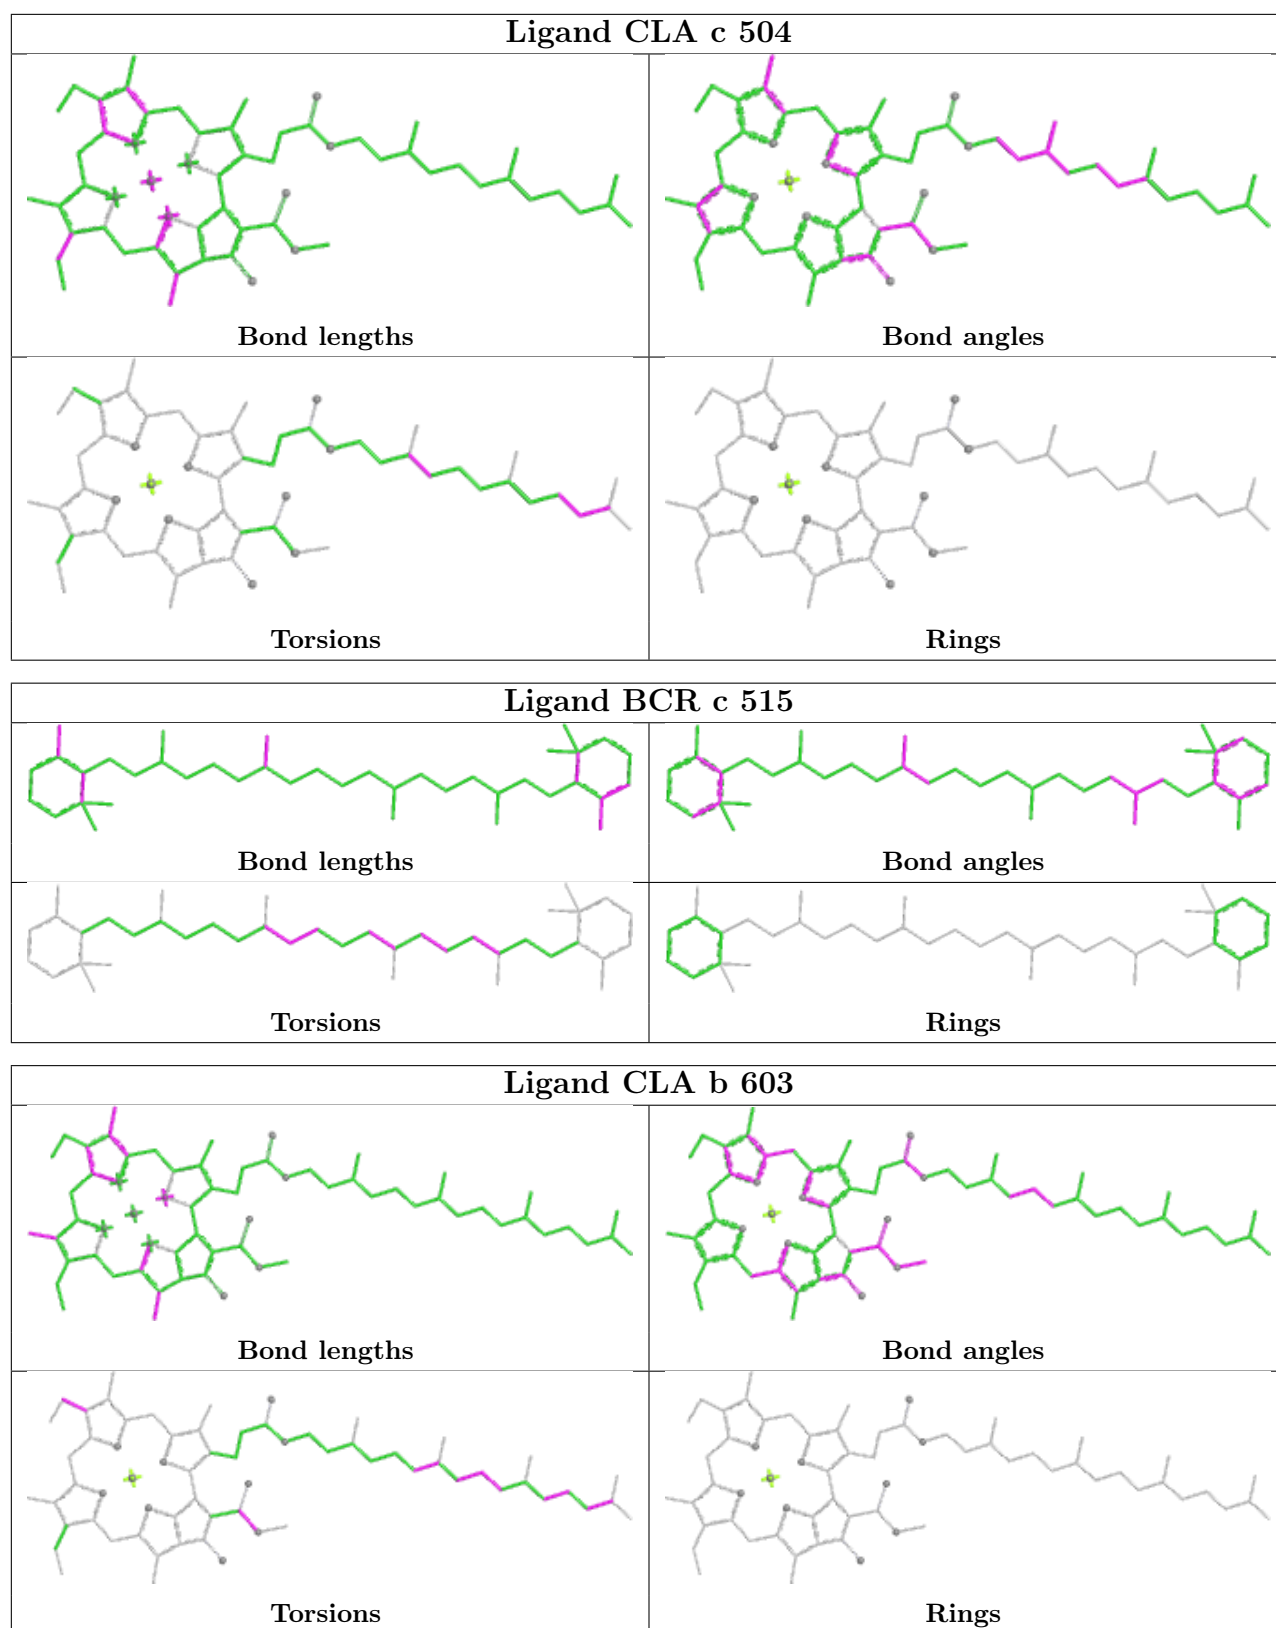 Ligand CLA c 504
Bond lengths
Bond angles
Torsions
Rings
Ligand BCR c 515
Bond lengths
Bond angles
Torsions
Rings
Ligand CLA b 603
Bond lengths
Bond angles
Torsions
Rings